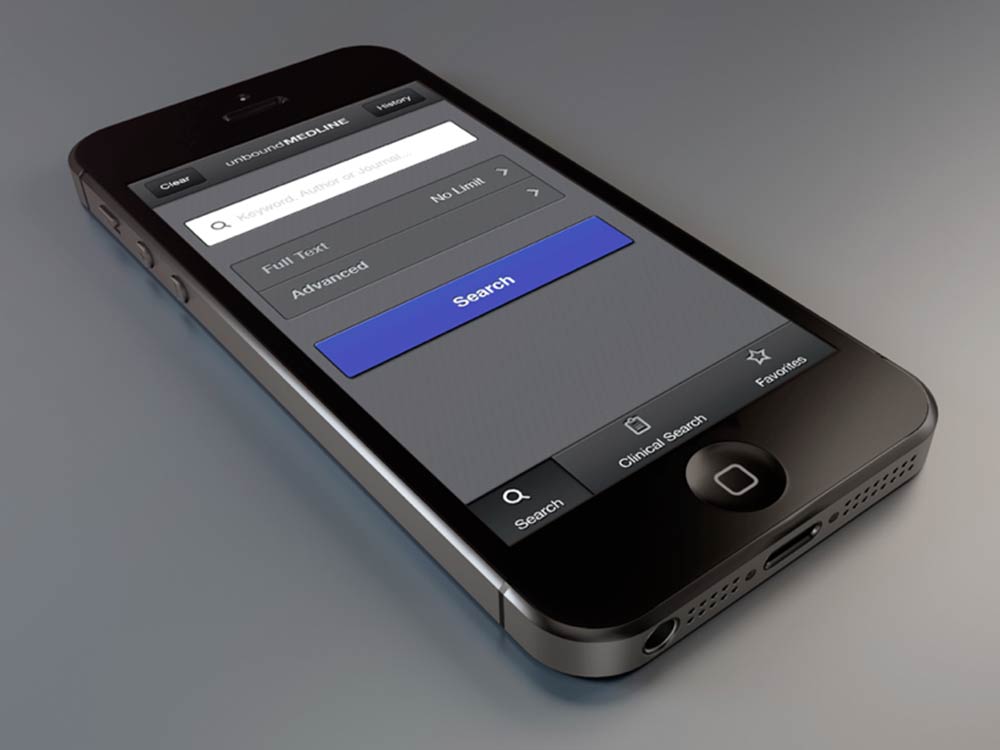 Clear
unboundMEDLINE
History
Keyword, Author or Journal...
Full Text
No Limit
Advanced
Search
Search
Clinical Search
Favorites